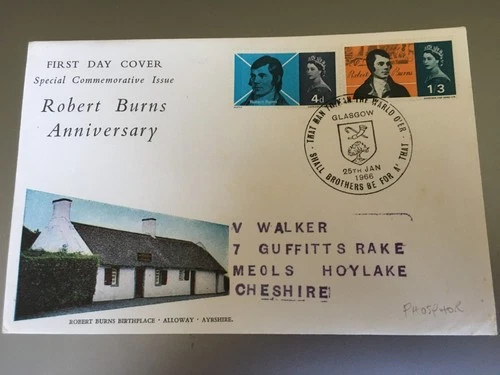 FIRST DAY COVER
Special Commemorative Issue
Robert Burns
Anniversary
4d
Robert Burns
1'3
THAT MAN TO MAN THE WORLD O'ER
GLASGOW
25TH JAN
1966
SHALL BROTHERS BE FOR A' THAT
V WALKER
7 GUFFITTS RAKE
MEOLS HOYLAKE
CHESHIRE
ROBERT BURNS BIRTHPLACE · ALLOWAY · AYRSHIRE.
PHOSPHOR